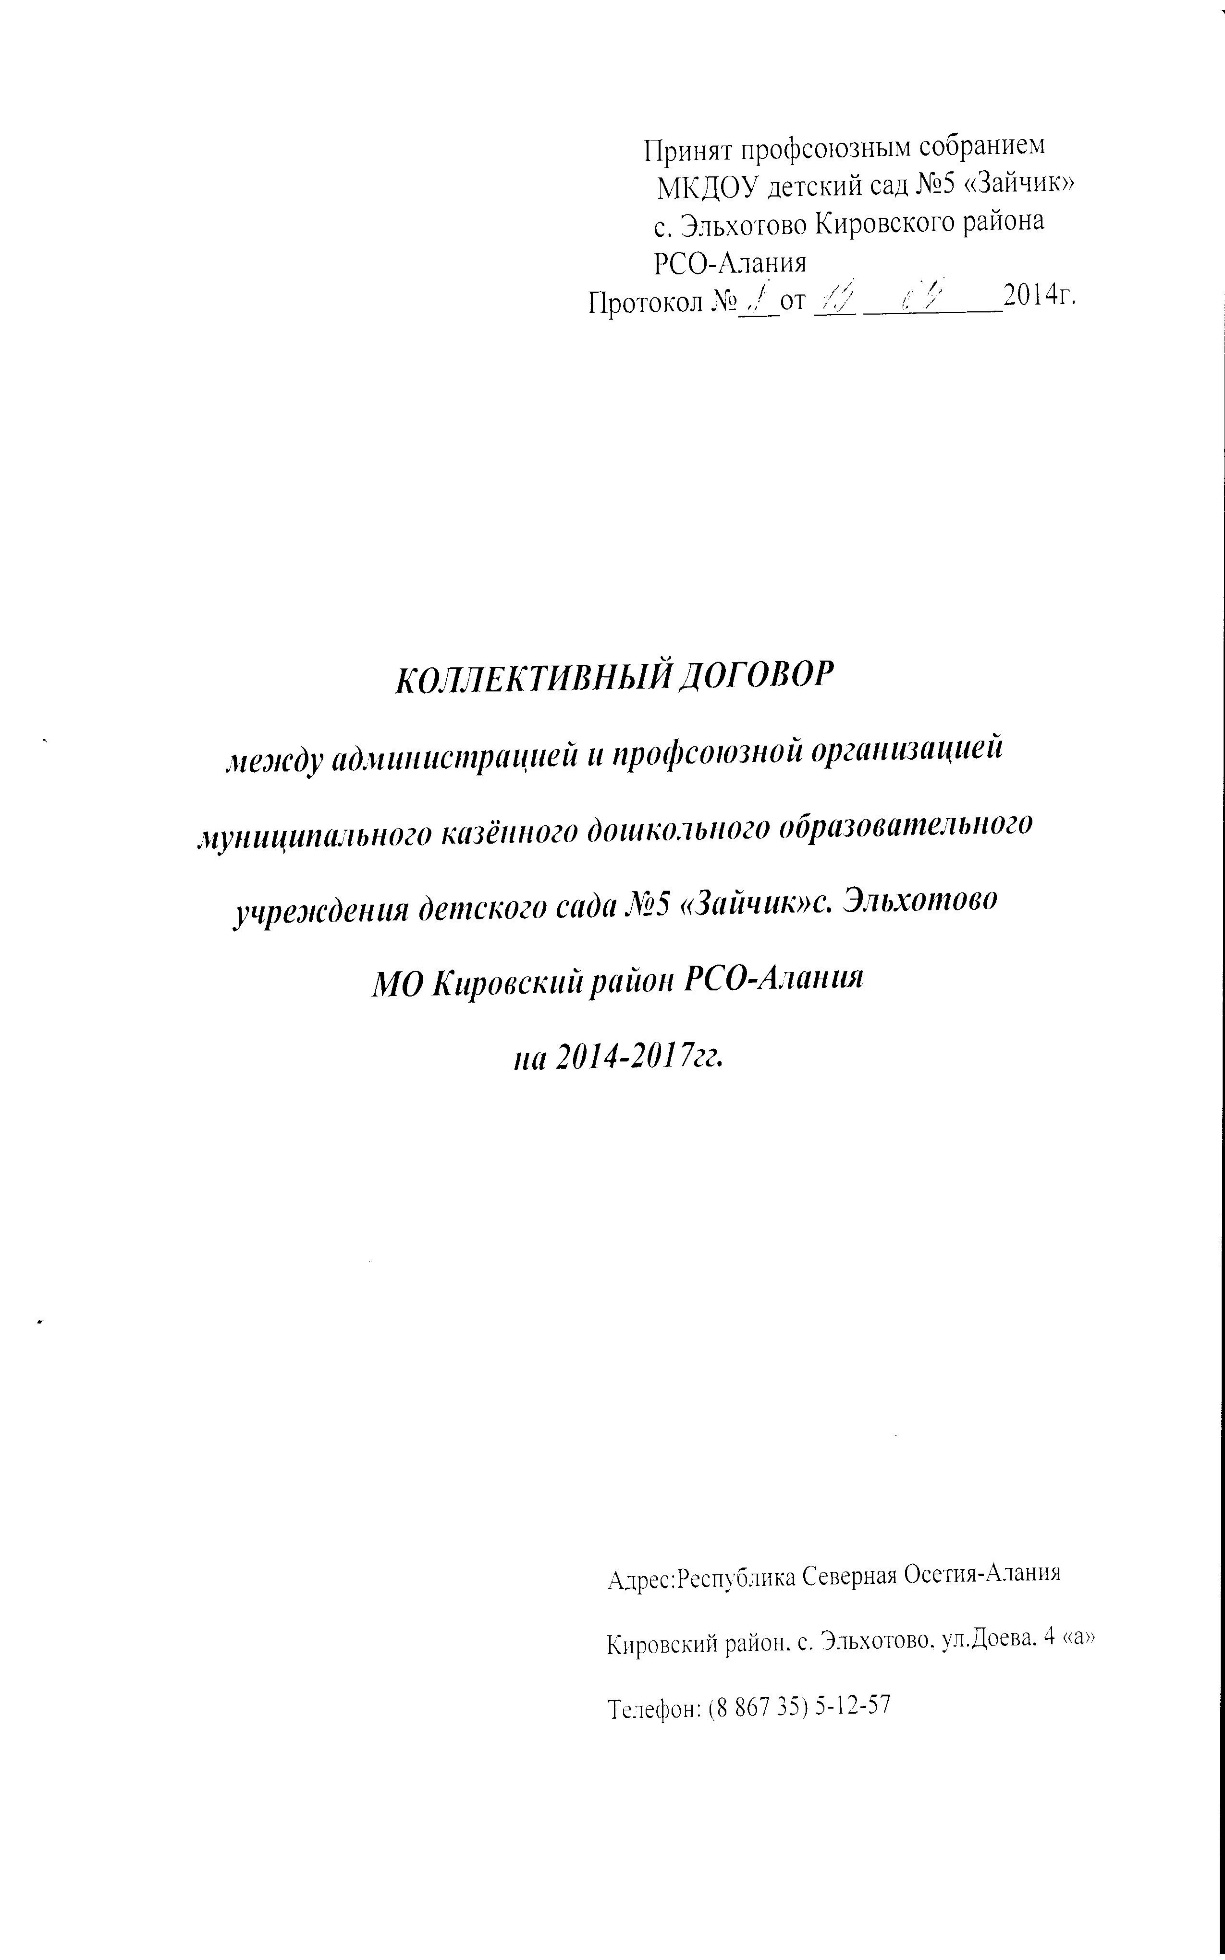 Принят профсоюзным собранием
МКДОУ детский сад №5 «Зайчик»
с. Эльхотово Кировского района
РСО-Алания
Протокол № 1 от 2014г.
КОЛЛЕКТИВНЫЙ ДОГОВОР
между администрацией и профсоюзной организацией
муниципального казённого дошкольного образовательного
учреждения детского сада №5 «Зайчик»с. Эльхотово
МО Кировский район РСО-Алания
на 2014-2017гг.
Адрес:Республика Северная Осетия-Алания
Кировский район, с. Эльхотово, ул.Доева, 4 «а»
Телефон: (8 867 35) 5-12-57